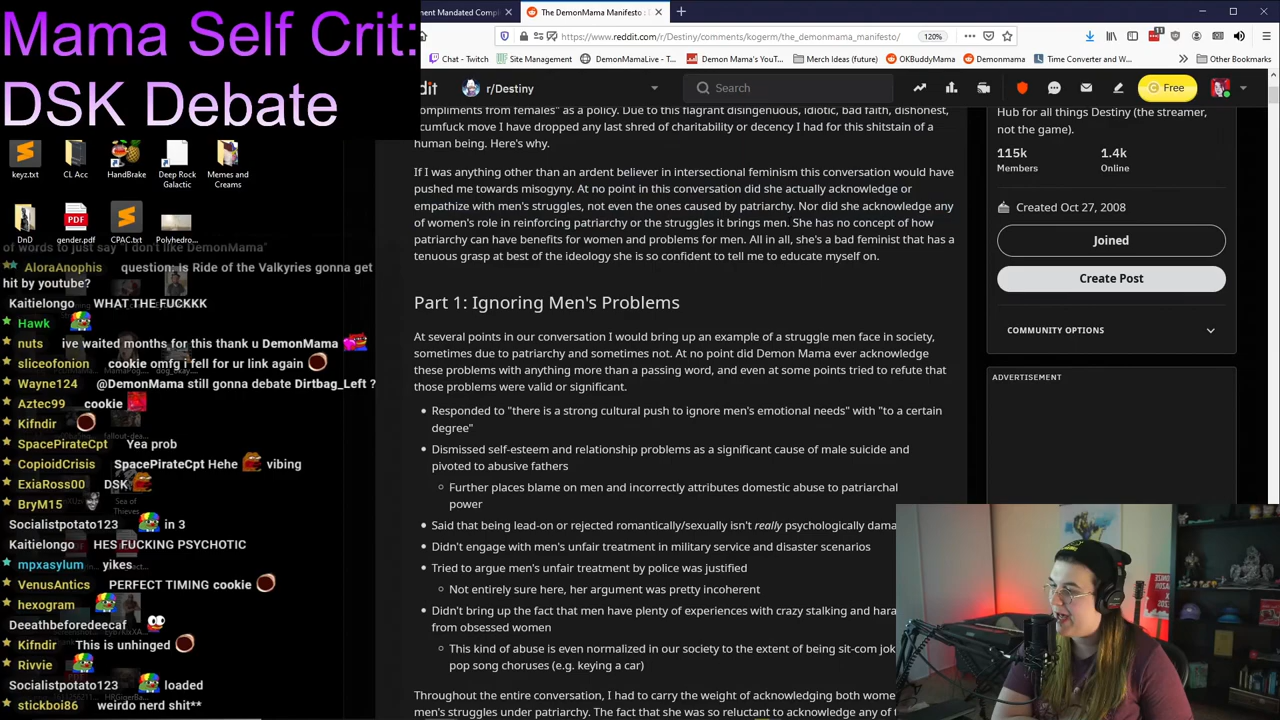 Mama Self Crit:
DSK Debate
keyz.txt
CL Acc
HandBrake
Deep Rock
Galactic
Memes and
Creams
DnD
gender.pdf
CPAC.txt
Polyhedro...
of words to just say "I don't like DemonMama"
AloraAnophis question: is Ride of the Valkyries gonna get
hit by youtube?
Kaitielongo WHAT THE FUCKKK
Hawk
nuts ive waited months for this thank u DemonMama
sliceofonion cookie omfg i fell for ur link again
Wayne124 @DemonMama still gonna debate Dirtbag_Left ?
Aztec99 cookie
Kifndir
SpacePirateCpt Yea prob
CopioidCrisis SpacePirateCpt Hehe vibing
ExiaRoss00 DSK
BryM15
Sea of
Thieves
Socialistpotato123 in 3
Kaitielongo HES FUCKING PSYCHOTIC
mpxasylum yikes
VenusAntics PERFECT TIMING cookie
hexogram
Deeathbeforedeecaf
Kifndir This is unhinged
Rivvie
Socialistpotato123 loaded
stickboi86 weirdo nerd shit**
ment Mandated Compl
The DemonMama Manifesto : r/D
https://www.reddit.com/r/Destiny/comments/kogerm/the_demonmama_manifesto/
120%
Chat - Twitch
Site Management
DemonMamaLive - T...
Demon Mama's YouT...
Merch Ideas (future)
OKBuddyMama
Demonmama
Time Converter and W...
Other Bookmarks
dit
r/Destiny
Search
Free
compliments from females" as a policy. Due to this flagrant disingenuous, idiotic, bad faith, dishonest,
cumfuck move I have dropped any last shred of charitability or decency I had for this shitstain of a
human being. Here's why.
If I was anything other than an ardent believer in intersectional feminism this conversation would have
pushed me towards misogyny. At no point in this conversation did she actually acknowledge or
empathize with men's struggles, not even the ones caused by patriarchy. Nor did she acknowledge any
of women's role in reinforcing patriarchy or the struggles it brings men. She has no concept of how
patriarchy can have benefits for women and problems for men. All in all, she's a bad feminist that has a
tenuous grasp at best of the ideology she is so confident to tell me to educate myself on.
Part 1: Ignoring Men's Problems
At several points in our conversation I would bring up an example of a struggle men face in society,
sometimes due to patriarchy and sometimes not. At no point did Demon Mama ever acknowledge
these problems with anything more than a passing word, and even at some points tried to refute that
those problems were valid or significant.
Responded to "there is a strong cultural push to ignore men's emotional needs" with "to a certain
degree"
Dismissed self-esteem and relationship problems as a significant cause of male suicide and
pivoted to abusive fathers
Further places blame on men and incorrectly attributes domestic abuse to patriarchal
power
Said that being lead-on or rejected romantically/sexually isn't really psychologically dama
Didn't engage with men's unfair treatment in military service and disaster scenarios
Tried to argue men's unfair treatment by police was justified
Not entirely sure here, her argument was pretty incoherent
Didn't bring up the fact that men have plenty of experiences with crazy stalking and hara
from obsessed women
This kind of abuse is even normalized in our society to the extent of being sit-com jok
pop song choruses (e.g. keying a car)
Throughout the entire conversation, I had to carry the weight of acknowledging both wome
men's struggles under patriarchy. The fact that she was so reluctant to acknowledge any of t
Hub for all things Destiny (the streamer,
not the game).
115k
Members
1.4k
Online
Created Oct 27, 2008
Joined
Create Post
COMMUNITY OPTIONS
ADVERTISEMENT